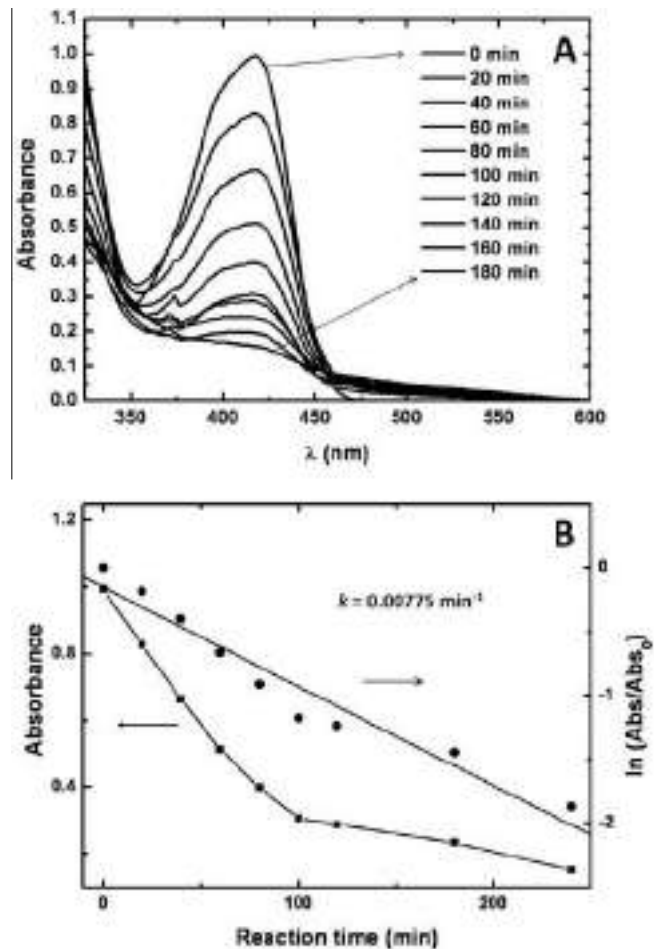 A
1.1
1.0
0.9
0.8
0.7
0.6
0.5
0.4
0.3
0.2
0.1
0.0
Absorbance
0 min
20 min
40 min
60 min
80 min
100 min
120 min
140 min
160 min
180 min
350 400 450 500 550 600
λ (nm)
B
1.2
0.8
0.4
Absorbance
k = 0.00775 min⁻¹
0
-1
-2
ln (Abs/Abs₀)
0 100 200
Reaction time (min)